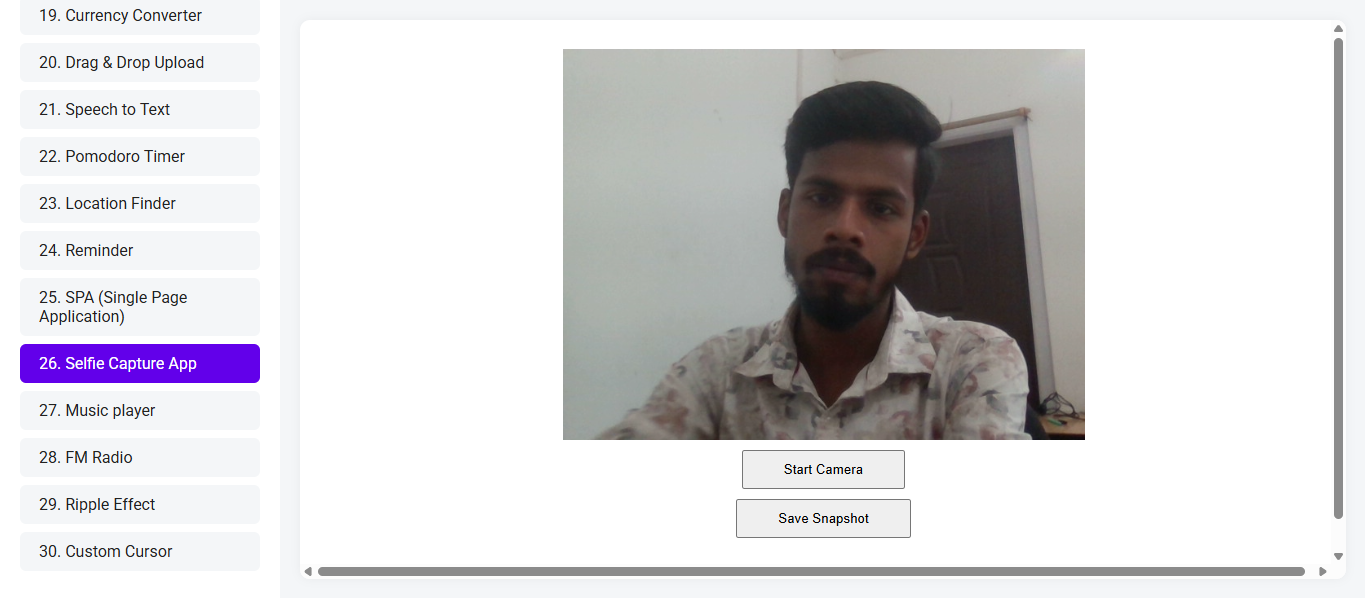 19. Currency Converter
20. Drag & Drop Upload
21. Speech to Text
22. Pomodoro Timer
23. Location Finder
24. Reminder
25. SPA (Single Page
Application)
26. Selfie Capture App
27. Music player
28. FM Radio
29. Ripple Effect
30. Custom Cursor
Start Camera
Save Snapshot